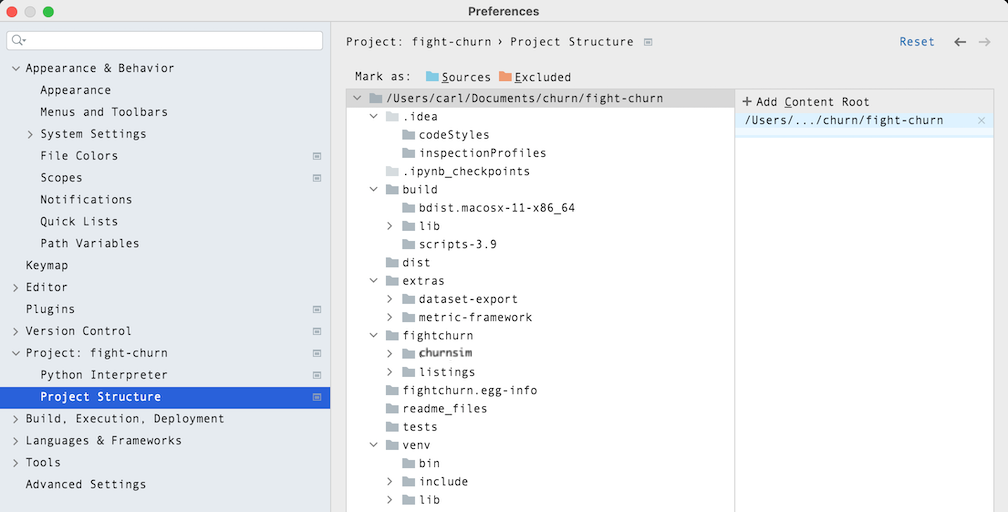 Preferences
Appearance & Behavior
Appearance
Menus and Toolbars
System Settings
File Colors
Scopes
Notifications
Quick Lists
Path Variables
Keymap
Editor
Plugins
Version Control
Project: fight-churn
Python Interpreter
Project Structure
Build, Execution, Deployment
Languages & Frameworks
Tools
Advanced Settings
Project: fight-churn › Project Structure
Reset
Mark as: Sources Excluded
/Users/carl/Documents/churn/fight-churn
.idea
codeStyles
inspectionProfiles
.ipynb_checkpoints
build
bdist.macosx-11-x86_64
lib
scripts-3.9
dist
extras
dataset-export
metric-framework
fightchurn
churnsim
listings
fightchurn.egg-info
readme_files
tests
venv
bin
include
lib
+ Add Content Root
/Users/.../churn/fight-churn